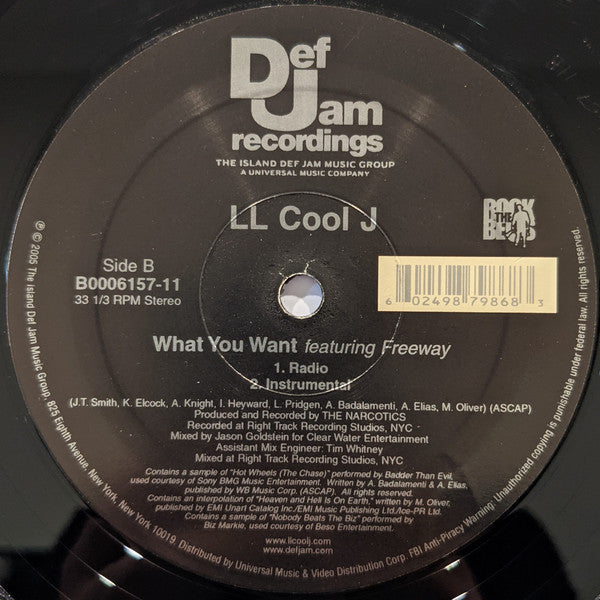 Def
Jam
recordings
THE ISLAND DEF JAM MUSIC GROUP
A UNIVERSAL MUSIC COMPANY
LL Cool J
ROCK
THE
BELLS
Side B
B0006157-11
33 1/3 RPM Stereo
6 02498 79868 3
What You Want featuring Freeway
1. Radio
2. Instrumental
(J.T. Smith, K. Elcock, A. Knight, I. Heyward, L. Pridgen, A. Badalamenti, A. Elias, M. Oliver) (ASCAP)
Produced and Recorded by THE NARCOTICS
Recorded at Right Track Recording Studios, NYC
Mixed by Jason Goldstein for Clear Water Entertainment
Assistant Mix Engineer: Tim Whitney
Mixed at Right Track Recording Studios, NYC
Contains a sample of "Hot Wheels (The Chase)" performed by Badder Than Evil,
used courtesy of Sony BMG Music Entertainment. Written by A. Badalamenti & A. Elias,
published by WB Music Corp. (ASCAP). All rights reserved.
Contains an interpolation of "Heaven and Hell Is On Earth," written by M. Oliver.
Published by EMI Unart Catalog Inc/EMI Music Publishing Ltd/Ice-PR Ltd.
Contains a sample of "Nobody Beats The Biz" performed by
Biz Markie, used courtesy of Beso Entertainment.
www.llcoolj.com
www.defjam.com
℗ © 2005 The Island Def Jam Music Group, 825 Eighth Avenue, New York, New York 10019. Distributed by Universal Music & Video Distribution Corp. FBI Anti-Piracy Warning: Unauthorized copying is punishable under federal law. All rights reserved.